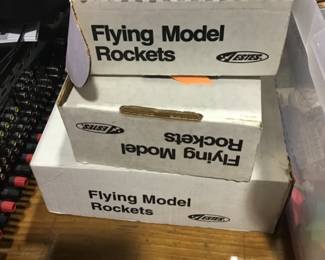 Flying Model
Rockets
ESTES
ESTES
Flying Model
Rockets
Flying Model
Rockets
ESTES